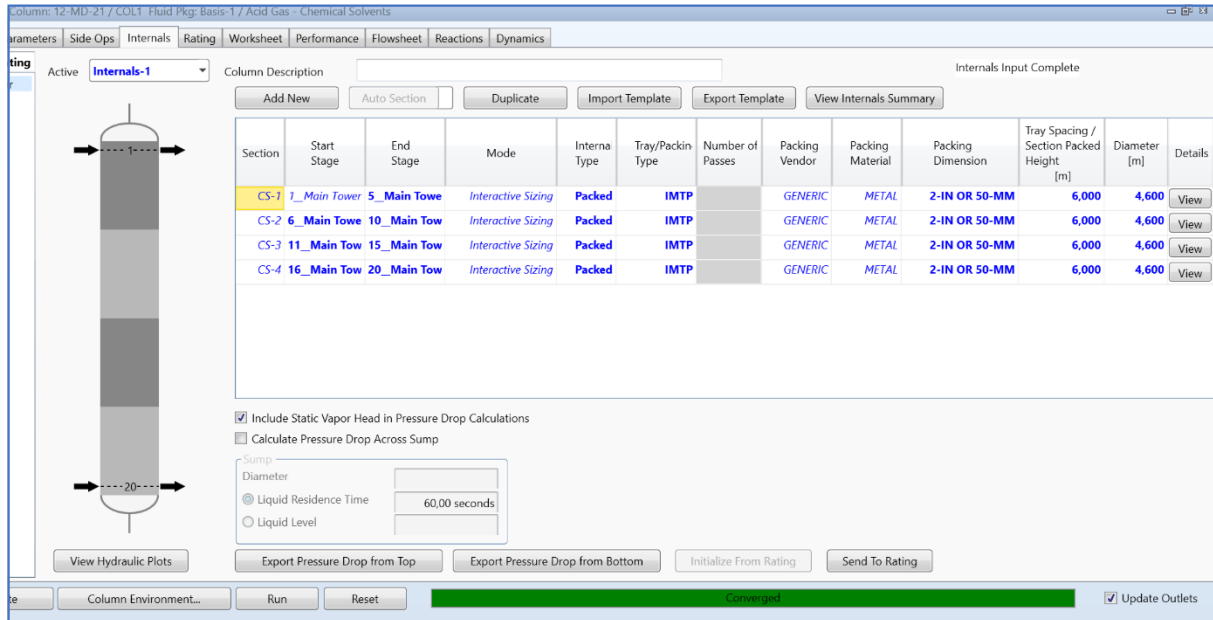 Column: 12-MD-21 / COL1 Fluid Pkg: Basis-1 / Acid Gas - Chemical Solvents
arameters Side Ops Internals Rating Worksheet Performance Flowsheet Reactions Dynamics
ting
r
Active Internals-1 Column Description Internals Input Complete
Add New Auto Section Duplicate Import Template Export Template View Internals Summary
Section Start Stage End Stage Mode Interna Type Tray/Packin Type Number of Passes Packing Vendor Packing Material Packing Dimension Tray Spacing / Section Packed Height [m] Diameter [m] Details
CS-1 1__Main Tower 5__Main Towe Interactive Sizing Packed IMTP GENERIC METAL 2-IN OR 50-MM 6,000 4,600 View
CS-2 6__Main Towe 10__Main Tow Interactive Sizing Packed IMTP GENERIC METAL 2-IN OR 50-MM 6,000 4,600 View
CS-3 11__Main Tow 15__Main Tow Interactive Sizing Packed IMTP GENERIC METAL 2-IN OR 50-MM 6,000 4,600 View
CS-4 16__Main Tow 20__Main Tow Interactive Sizing Packed IMTP GENERIC METAL 2-IN OR 50-MM 6,000 4,600 View
1
20
Include Static Vapor Head in Pressure Drop Calculations
Calculate Pressure Drop Across Sump
Sump
Diameter
Liquid Residence Time 60,00 seconds
Liquid Level
View Hydraulic Plots Export Pressure Drop from Top Export Pressure Drop from Bottom Initialize From Rating Send To Rating
te Column Environment... Run Reset Converged Update Outlets